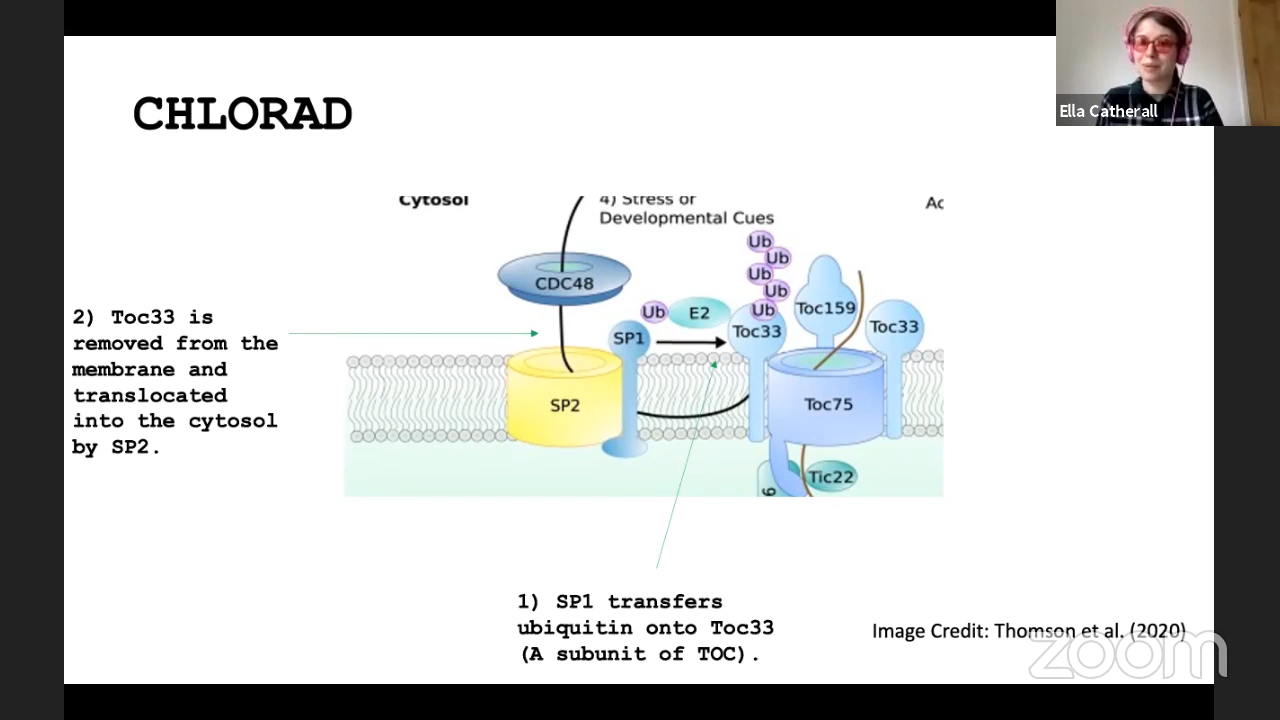 CHLORAD
Ella Catherall
Cytosol
4) Stress or
Developmental Cues
Ac
Ub
Ub
Ub
Ub
Ub
CDC48
Ub
E2
Toc159
Toc33
Toc33
SP1
SP2
Toc75
Tic22
2) Toc33 is
removed from the
membrane and
translocated
into the cytosol
by SP2.
1) SP1 transfers
ubiquitin onto Toc33
(A subunit of TOC).
Image Credit: Thomson et al. (2020)
zoom